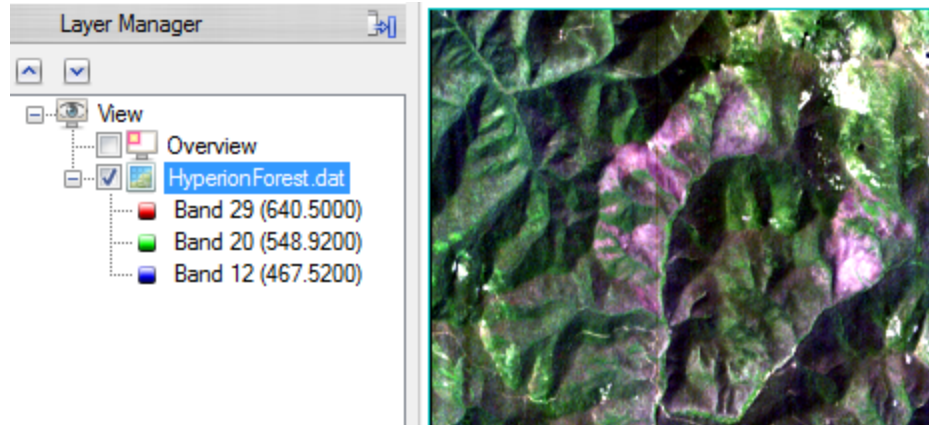 Layer Manager
View
Overview
HyperionForest.dat
Band 29 (640.5000)
Band 20 (548.9200)
Band 12 (467.5200)